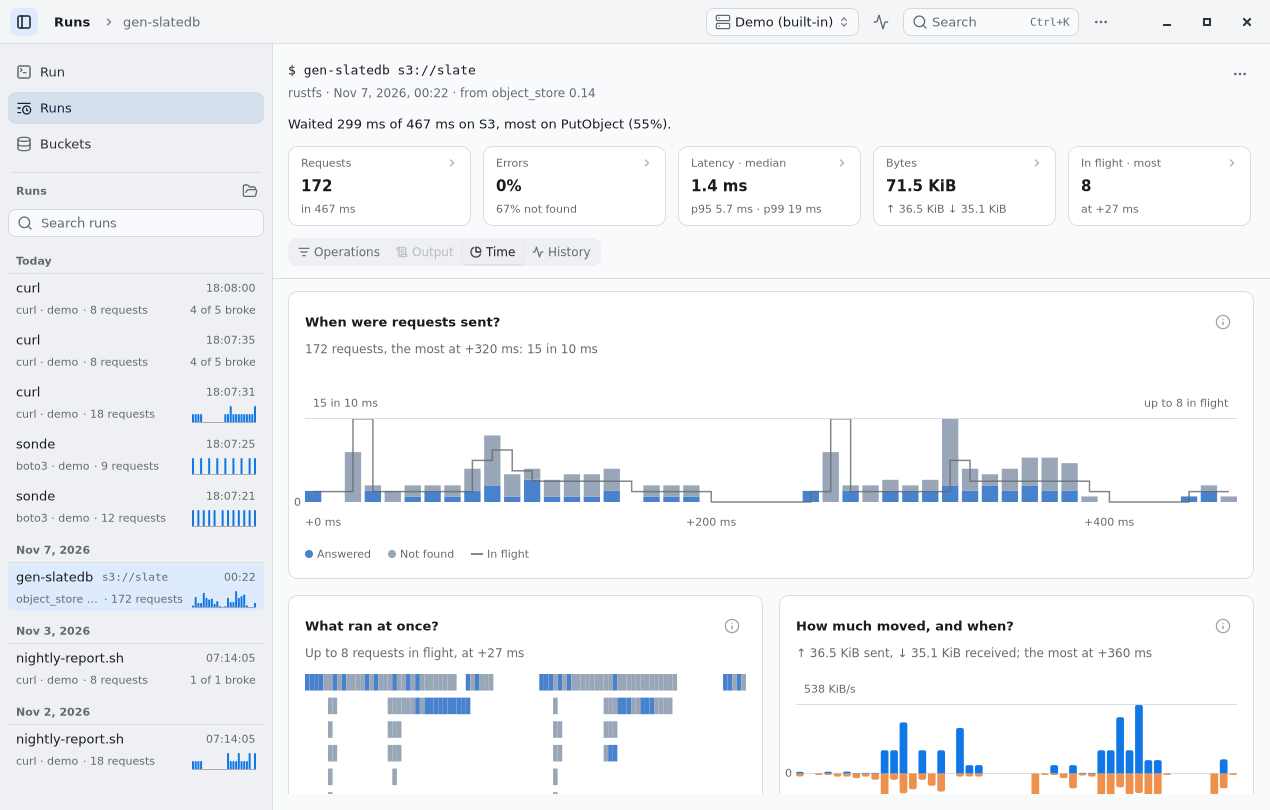 Runs > gen-slatedb
Demo (built-in)
Search Ctrl+K
Run
Runs
Buckets
Runs
Search runs
Today
curl 18:08:00
curl · demo · 8 requests 4 of 5 broke
curl 18:07:35
curl · demo · 8 requests 4 of 5 broke
curl 18:07:31
curl · demo · 18 requests
sonde 18:07:25
boto3 · demo · 9 requests
sonde 18:07:21
boto3 · demo · 12 requests
Nov 7, 2026
gen-slatedb s3://slate 00:22
object_store ... · 172 requests
Nov 3, 2026
nightly-report.sh 07:14:05
curl · demo · 8 requests 1 of 1 broke
Nov 2, 2026
nightly-report.sh 07:14:05
curl · demo · 18 requests
$ gen-slatedb s3://slate
rustfs · Nov 7, 2026, 00:22 · from object_store 0.14
Waited 299 ms of 467 ms on S3, most on PutObject (55%).
Requests
172
in 467 ms
Errors
0%
67% not found
Latency · median
1.4 ms
p95 5.7 ms · p99 19 ms
Bytes
71.5 KiB
↑ 36.5 KiB ↓ 35.1 KiB
In flight · most
8
at +27 ms
Operations Output Time History
When were requests sent?
172 requests, the most at +320 ms: 15 in 10 ms
15 in 10 ms up to 8 in flight
0
+0 ms +200 ms +400 ms
Answered Not found In flight
What ran at once?
Up to 8 requests in flight, at +27 ms
How much moved, and when?
↑ 36.5 KiB sent, ↓ 35.1 KiB received; the most at +360 ms
538 KiB/s
0